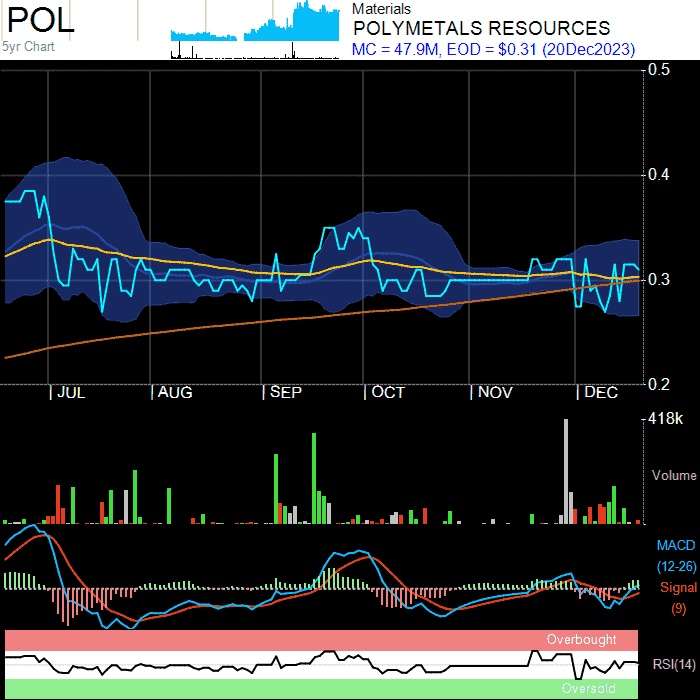 POL
5yr Chart
Materials
POLYMETALS RESOURCES
MC = 47.9M, EOD = $0.31 (20Dec2023)
0.5
0.4
0.3
0.2
JUL AUG SEP OCT NOV DEC
418k
Volume
MACD
(12-26)
Signal
(9)
Overbought
RSI(14)
Oversold